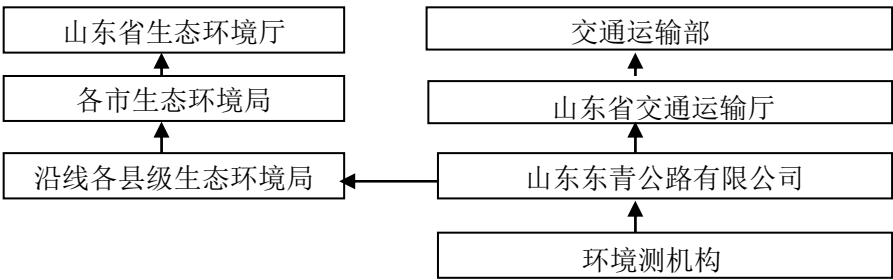 山东省生态环境厅
交通运输部
各市生态环境局
山东省交通运输厅
沿线各县级生态环境局
山东东青公路有限公司
环境测机构